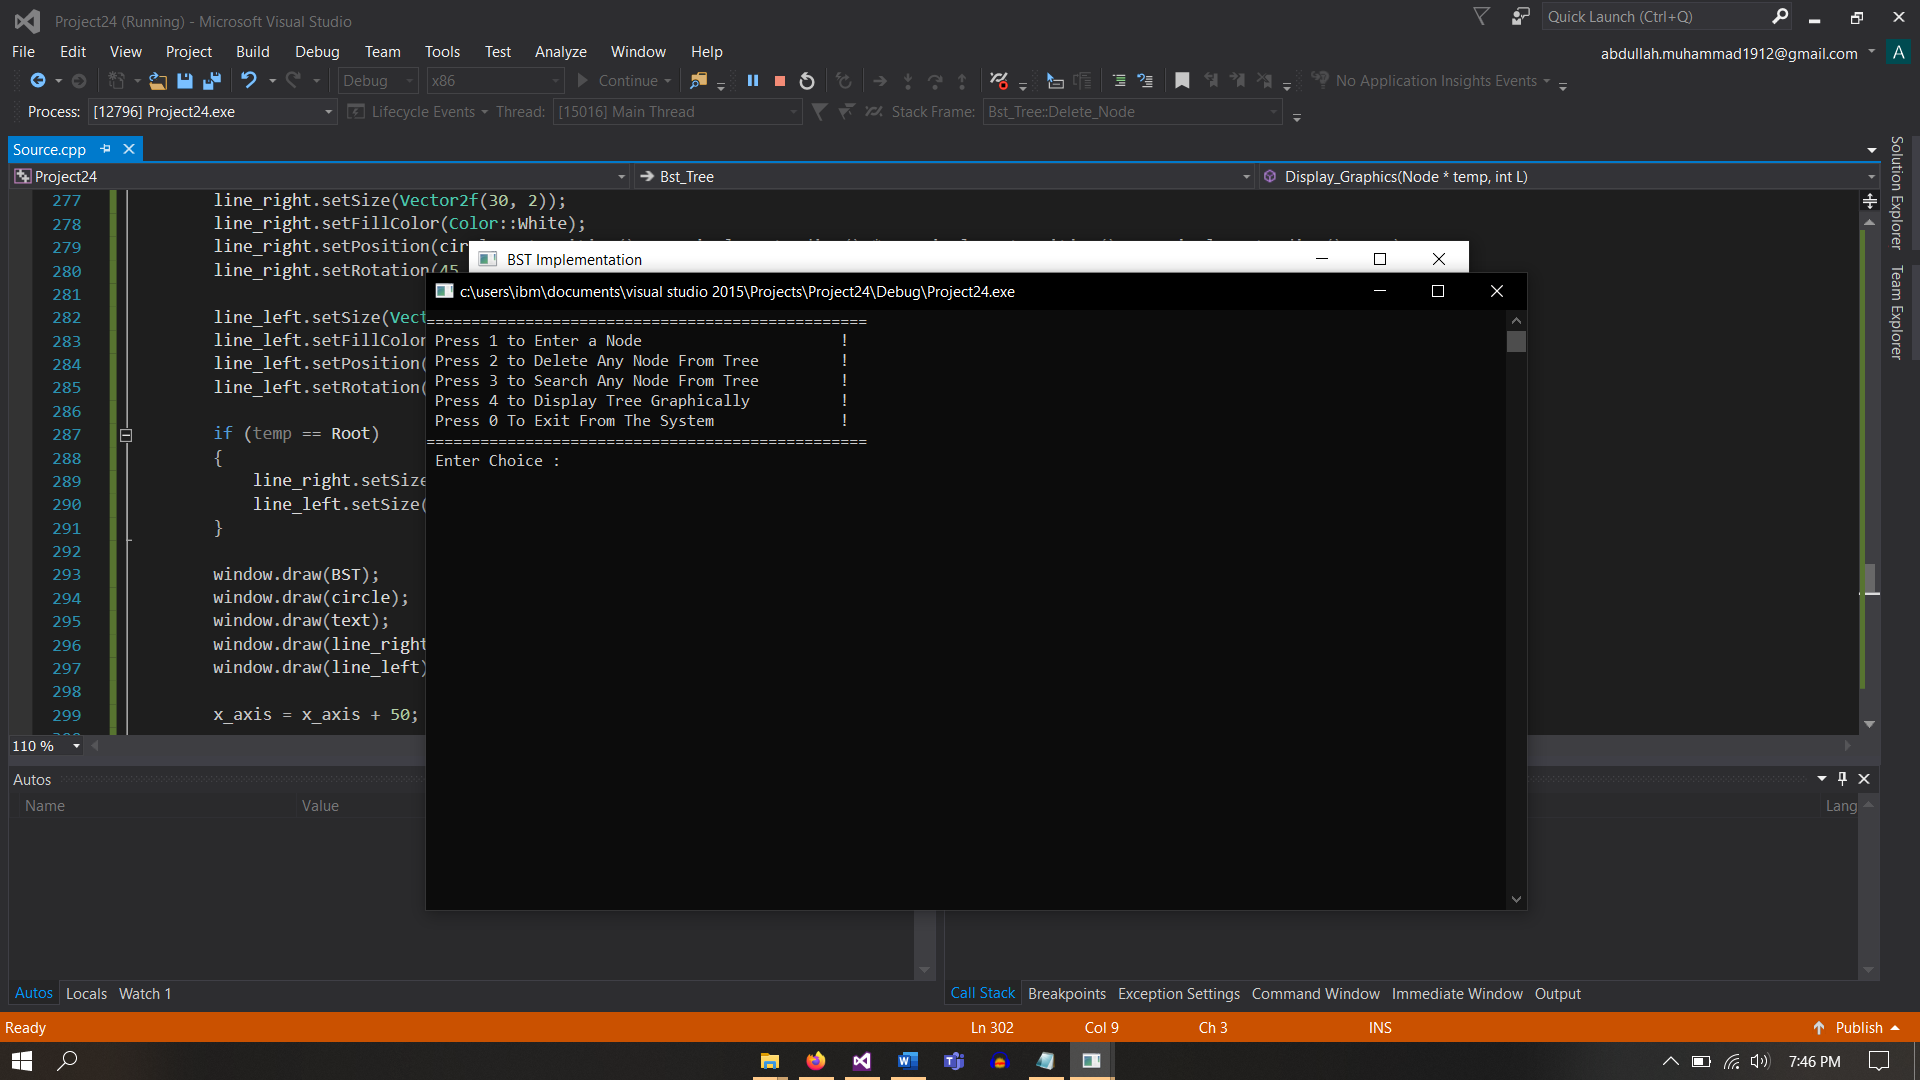 Project24 (Running) - Microsoft Visual Studio
Quick Launch (Ctrl+Q)
File Edit View Project Build Debug Team Tools Test Analyze Window Help
abdullah.muhammad1912@gmail.com A
Debug x86 Continue No Application Insights Events
Process: [12796] Project24.exe Lifecycle Events Thread: [15016] Main Thread Stack Frame: Bst_Tree::Delete_Node
Source.cpp
Project24 Bst_Tree Display_Graphics(Node * temp, int L)
Solution Explorer
Team Explorer
277 line_right.setSize(Vector2f(30, 2));
278 line_right.setFillColor(Color::White);
279 line_right.setPosition(cir
280 line_right.setRotation(45
281
282 line_left.setSize(Vect
283 line_left.setFillColor
284 line_left.setPosition(
285 line_left.setRotation(
286
287 if (temp == Root)
288 {
289 line_right.setSize
290 line_left.setSize(
291 }
292
293 window.draw(BST);
294 window.draw(circle);
295 window.draw(text);
296 window.draw(line_right
297 window.draw(line_left)
298
299 x_axis = x_axis + 50;
BST Implementation
c:\users\ibm\documents\visual studio 2015\Projects\Project24\Debug\Project24.exe
=================================================
Press 1 to Enter a Node !
Press 2 to Delete Any Node From Tree !
Press 3 to Search Any Node From Tree !
Press 4 to Display Tree Graphically !
Press 0 To Exit From The System !
=================================================
Enter Choice :
110 %
Autos
Name Value Lang
Autos Locals Watch 1
Call Stack Breakpoints Exception Settings Command Window Immediate Window Output
Ready Ln 302 Col 9 Ch 3 INS Publish
7:46 PM